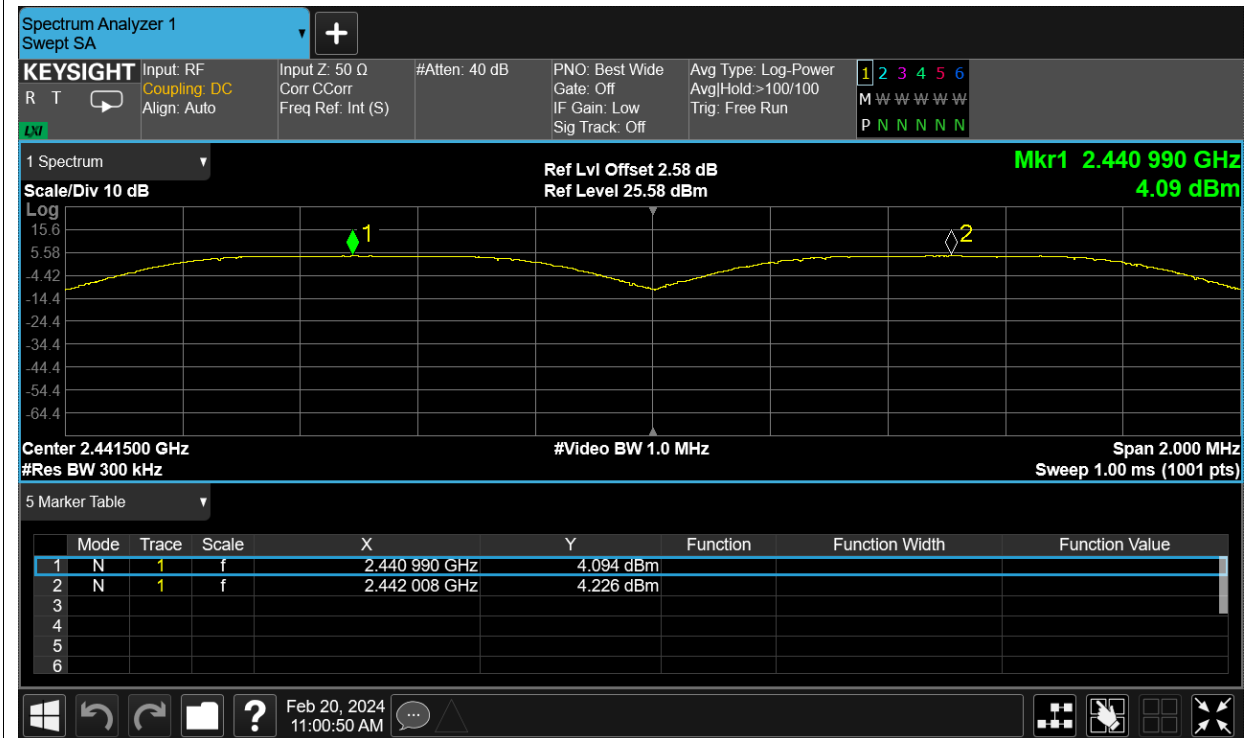 Spectrum Analyzer 1
Swept SA
KEYSIGHT
R T
LXI
Input: RF
Coupling: DC
Align: Auto
Input Z: 50 Ω
Corr CCorr
Freq Ref: Int (S)
#Atten: 40 dB
PNO: Best Wide
Gate: Off
IF Gain: Low
Sig Track: Off
Avg Type: Log-Power
Avg|Hold:>100/100
Trig: Free Run
1 2 3 4 5 6
M W W W W W
P N N N N N
1 Spectrum
Scale/Div 10 dB
Ref Lvl Offset 2.58 dB
Ref Level 25.58 dBm
Mkr1 2.440 990 GHz
4.09 dBm
Log
15.6
5.58
-4.42
-14.4
-24.4
-34.4
-44.4
-54.4
-64.4
1
2
Center 2.441500 GHz
#Res BW 300 kHz
#Video BW 1.0 MHz
Span 2.000 MHz
Sweep 1.00 ms (1001 pts)
5 Marker Table
Mode Trace Scale X Y Function Function Width Function Value
1 N 1 f 2.440 990 GHz 4.094 dBm
2 N 1 f 2.442 008 GHz 4.226 dBm
3
4
5
6
?
Feb 20, 2024
11:00:50 AM